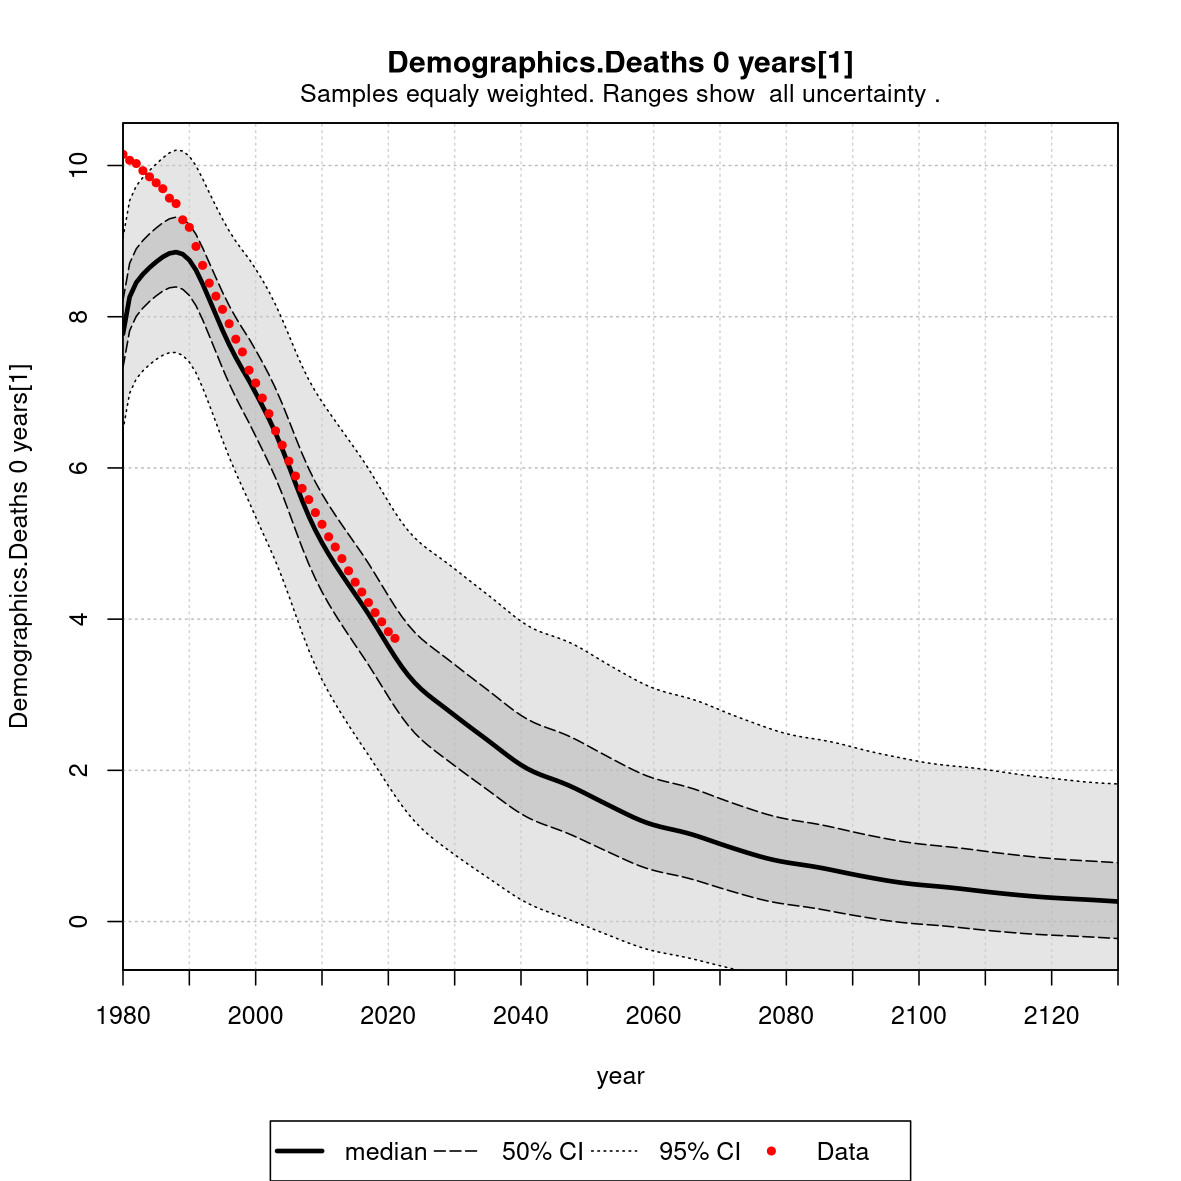 Demographics.Deaths 0 years[1]
Samples equaly weighted. Ranges show  all uncertainty .
Demographics.Deaths 0 years[1]
10
8
6
4
2
0
1980 2000 2020 2040 2060 2080 2100 2120
year
median 50% CI 95% CI Data